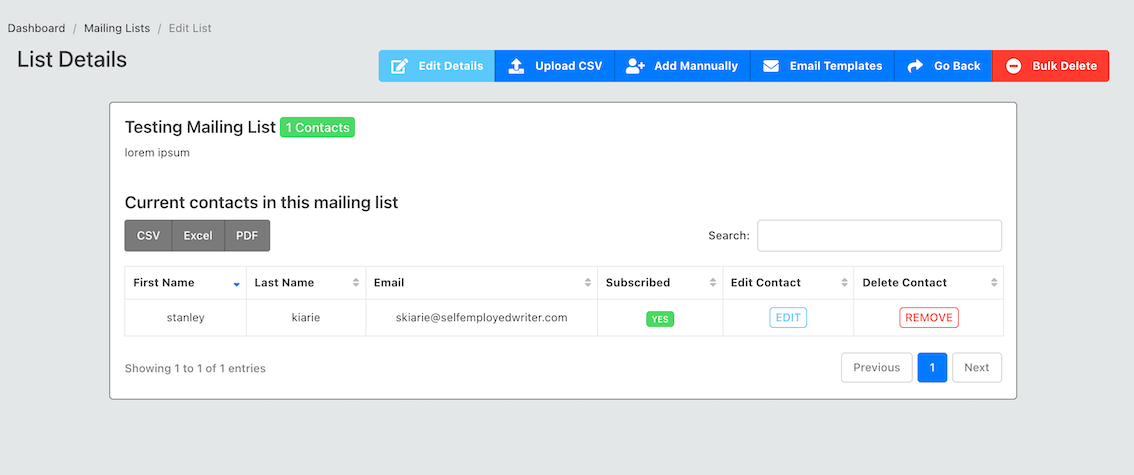 Dashboard / Mailing Lists / Edit List
List Details
Edit Details Upload CSV Add Mannually Email Templates Go Back Bulk Delete
Testing Mailing List 1 Contacts
lorem ipsum
Current contacts in this mailing list
CSV Excel PDF Search:
First Name Last Name Email Subscribed Edit Contact Delete Contact
stanley kiarie skiarie@selfemployedwriter.com YES EDIT REMOVE
Showing 1 to 1 of 1 entries Previous 1 Next